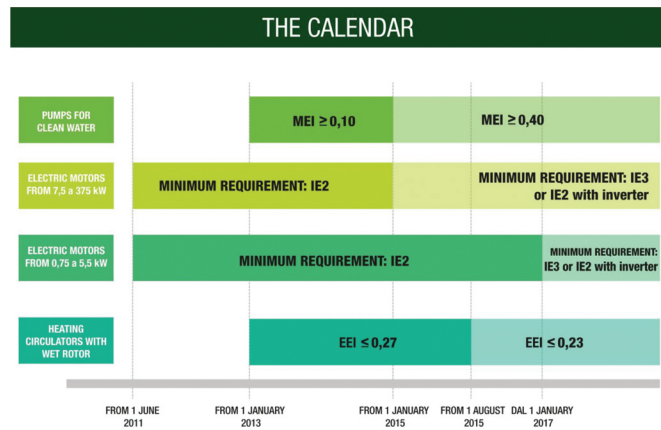 THE CALENDAR
PUMPS FOR
CLEAN WATER
MEI ≥ 0,10
MEI ≥ 0,40
ELECTRIC MOTORS
FROM 7,5 a 375 kW
MINIMUM REQUIREMENT: IE2
MINIMUM REQUIREMENT: IE3
or IE2 with inverter
ELECTRIC MOTORS
FROM 0,75 a 5,5 kW
MINIMUM REQUIREMENT: IE2
MINIMUM REQUIREMENT:
IE3 or IE2 with inverter
HEATING
CIRCULATORS WITH
WET ROTOR
EEI ≤ 0,27
EEI ≤ 0,23
FROM 1 JUNE
2011
FROM 1 JANUARY
2013
FROM 1 JANUARY
2015
FROM 1 AUGUST
2015
DAL 1 JANUARY
2017